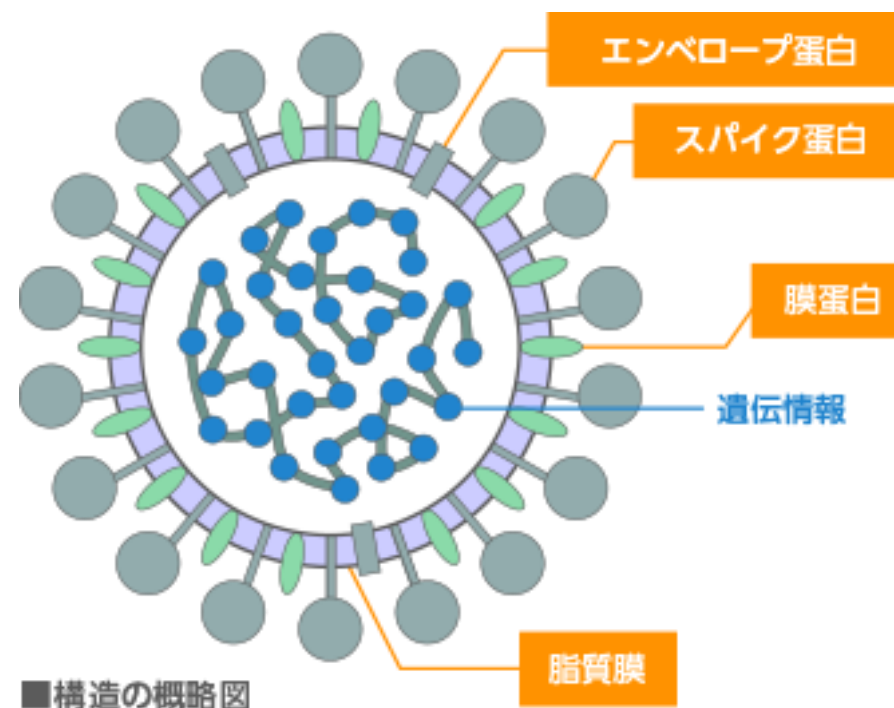 エンベロープ蛋白
スパイク蛋白
膜蛋白
遺伝情報
脂質膜
■構造の概略図